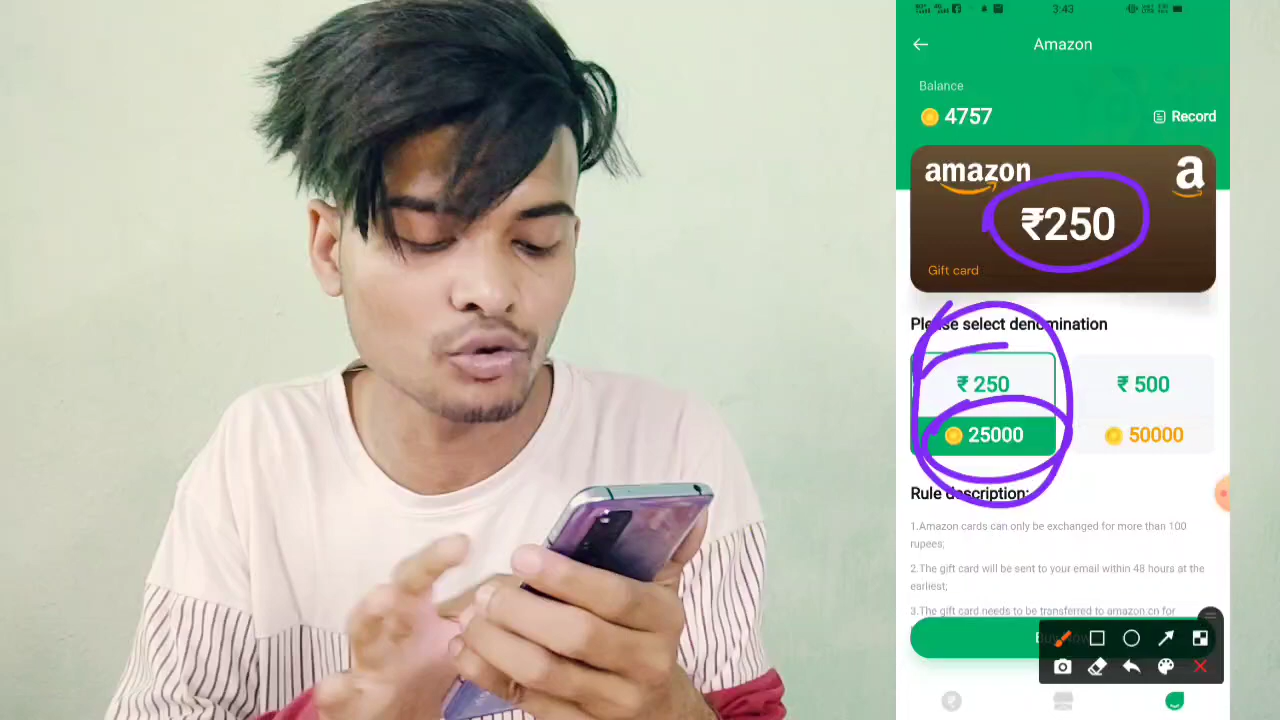 3:43
Amazon
Balance
4757
Record
amazon
a
₹250
Gift card
Please select denomination
₹ 250
₹ 500
25000
50000
Rule description:
1.Amazon cards can only be exchanged for more than 100
rupees;
2.The gift card will be sent to your email within 48 hours at the
earliest;
3.The gift card needs to be transferred to amazon.cn for